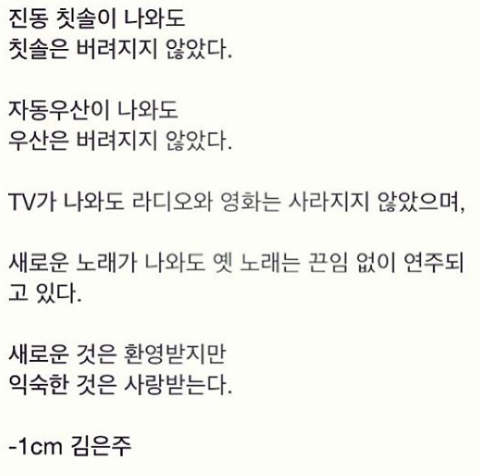 진동 칫솔이 나와도
칫솔은 버려지지 않았다.
자동우산이 나와도
우산은 버려지지 않았다.
TV가 나와도 라디오와 영화는 사라지지 않았으며,
새로운 노래가 나와도 옛 노래는 끈임 없이 연주되
고 있다.
새로운 것은 환영받지만
익숙한 것은 사랑받는다.
-1cm 김은주